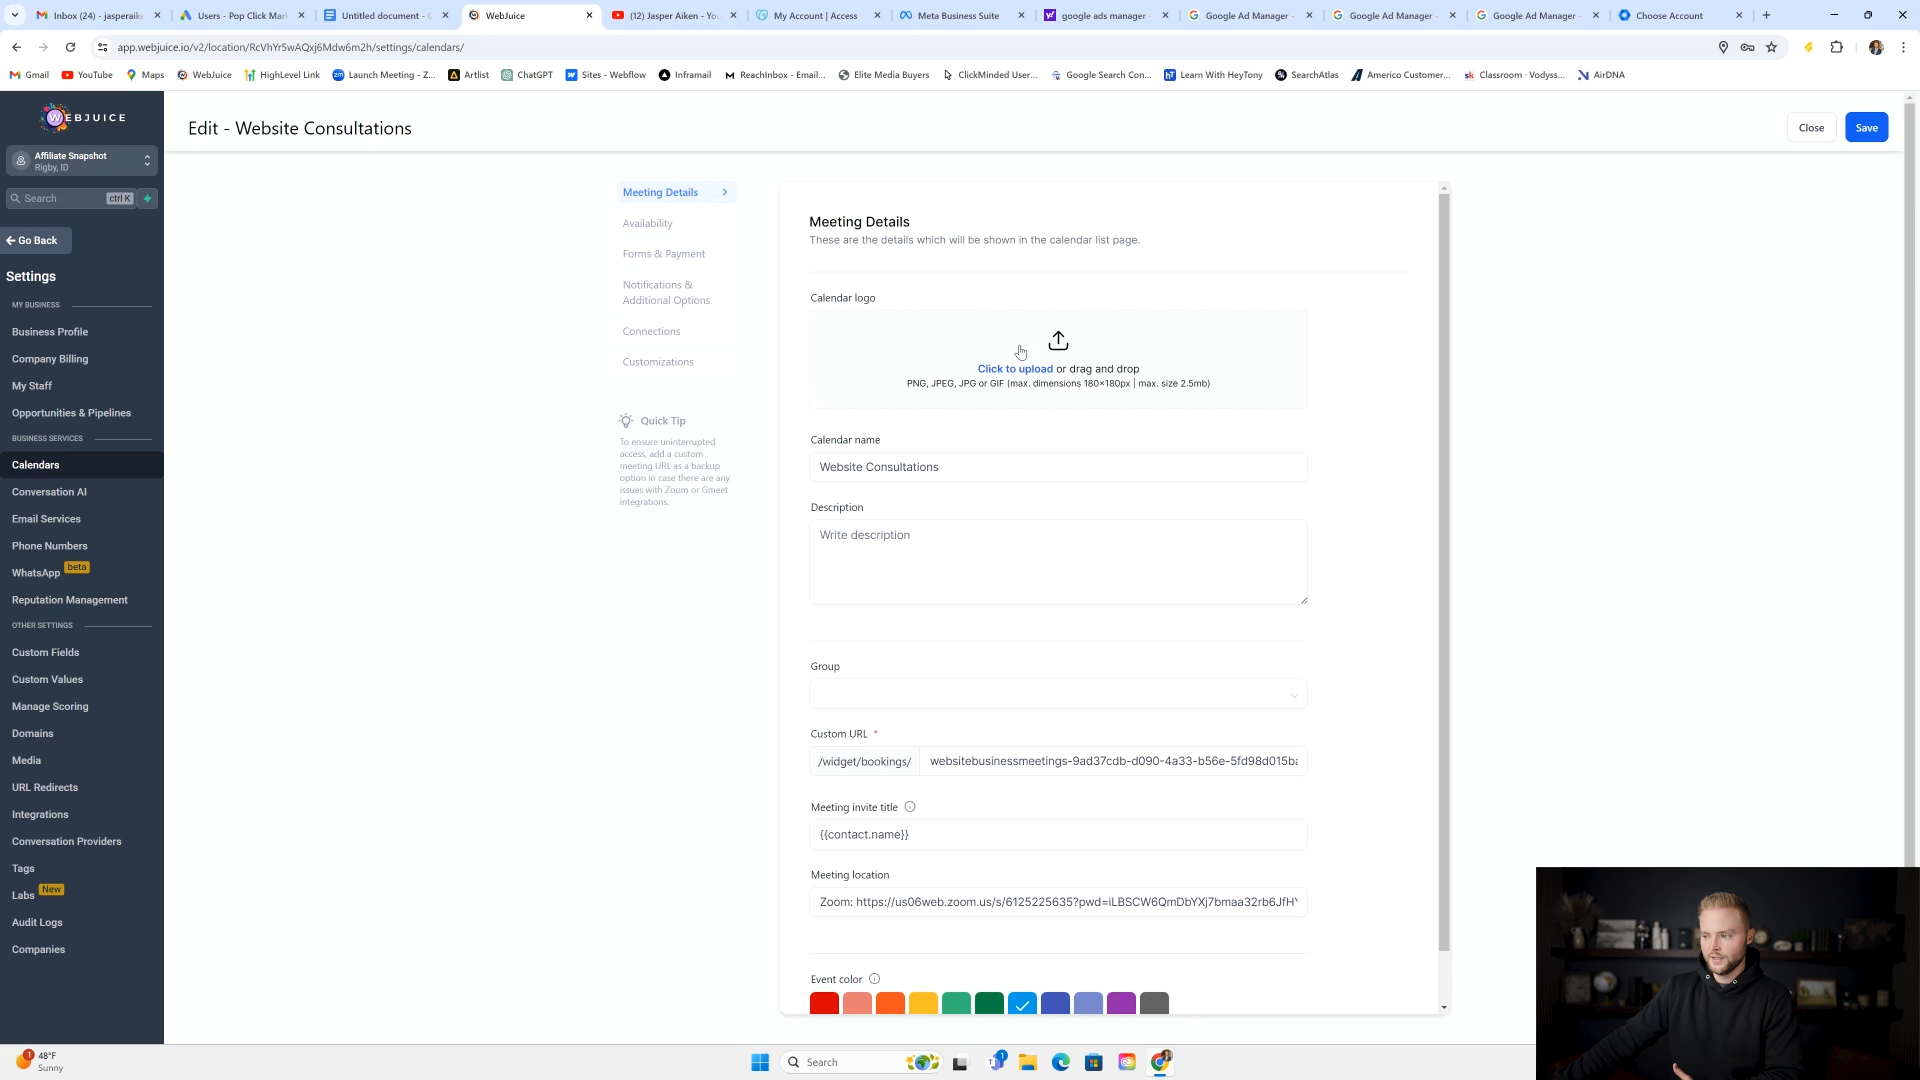 Inbox (24) - jasperaike
Users - Pop Click Mark
Untitled document - G
WebJuice
(12) Jasper Aiken - You
My Account | Access
Meta Business Suite
google ads manager -
Google Ad Manager -
Google Ad Manager -
Google Ad Manager -
Choose Account
app.webjuice.io/v2/location/RcVhYr5wAQxj6Mdw6m2h/settings/calendars/
Gmail
YouTube
Maps
WebJuice
HighLevel Link
Launch Meeting - Z...
Artlist
ChatGPT
Sites - Webflow
Inframail
ReachInbox - Email...
Elite Media Buyers
ClickMinded User...
Google Search Con...
Learn With HeyTony
SearchAtlas
Americo Customer...
Classroom · Vodyss...
AirDNA
WEBJUICE
Affiliate Snapshot
Rigby, ID
Search ctrl K
Go Back
Settings
MY BUSINESS
Business Profile
Company Billing
My Staff
Opportunities & Pipelines
BUSINESS SERVICES
Calendars
Conversation AI
Email Services
Phone Numbers
WhatsApp beta
Reputation Management
OTHER SETTINGS
Custom Fields
Custom Values
Manage Scoring
Domains
Media
URL Redirects
Integrations
Conversation Providers
Tags
Labs New
Audit Logs
Companies
Edit - Website Consultations
Close
Save
Meeting Details
Availability
Forms & Payment
Notifications &
Additional Options
Connections
Customizations
Quick Tip
To ensure uninterrupted
access, add a custom
meeting URL as a backup
option in case there are any
issues with Zoom or Gmeet
integrations.
Meeting Details
These are the details which will be shown in the calendar list page.
Calendar logo
Click to upload or drag and drop
PNG, JPEG, JPG or GIF (max. dimensions 180×180px | max. size 2.5mb)
Calendar name
Website Consultations
Description
Write description
Group
Custom URL *
/widget/bookings/ websitebusinessmeetings-9ad37cdb-d090-4a33-b56e-5fd98d015ba
Meeting invite title
{{contact.name}}
Meeting location
Zoom: https://us06web.zoom.us/s/6125225635?pwd=iLBSCW6QmDbYXj7bmaa32rb6JfHY
Event color
1
48°F
Sunny
Search
1